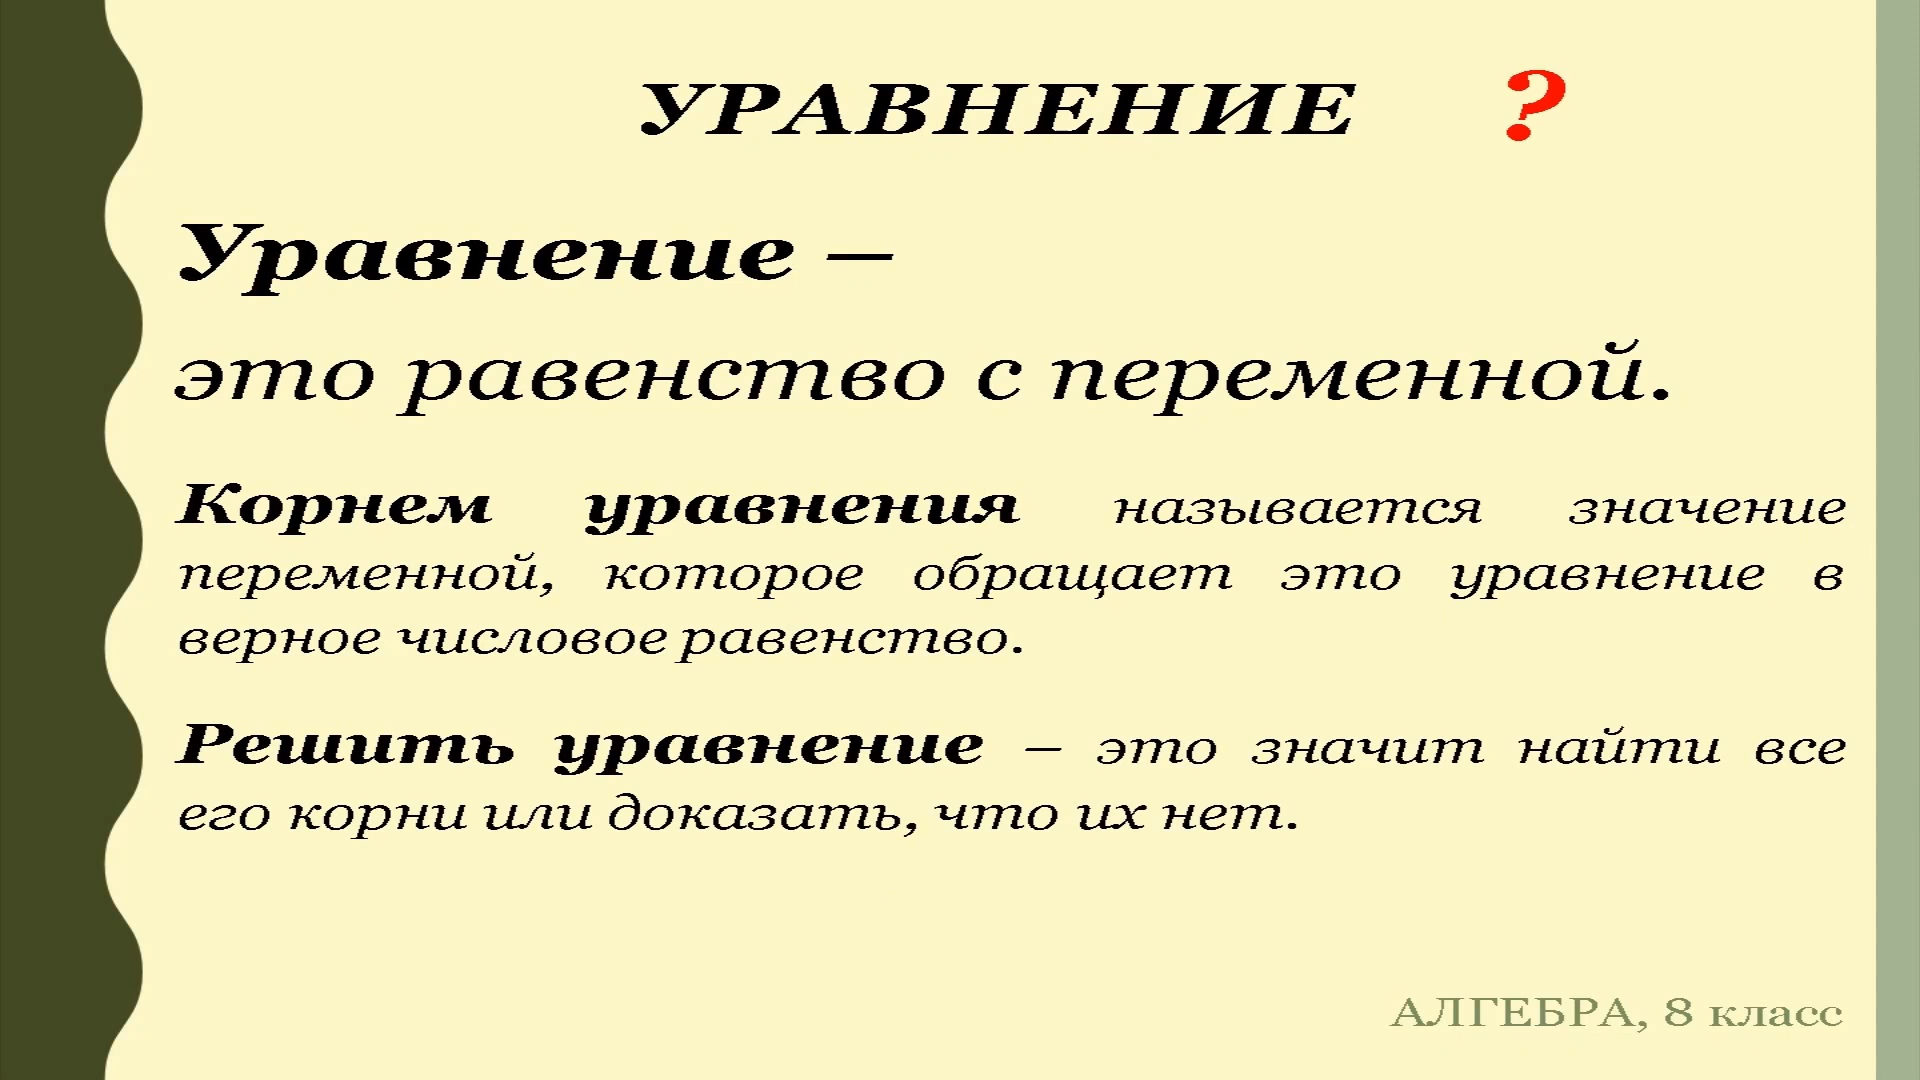 УРАВНЕНИЕ ?
Уравнение –
это равенство с переменной.
Корнем уравнения называется значение
переменной, которое обращает это уравнение в
верное числовое равенство.
Решить уравнение – это значит найти все
его корни или доказать, что их нет.
АЛГЕБРА, 8 класс